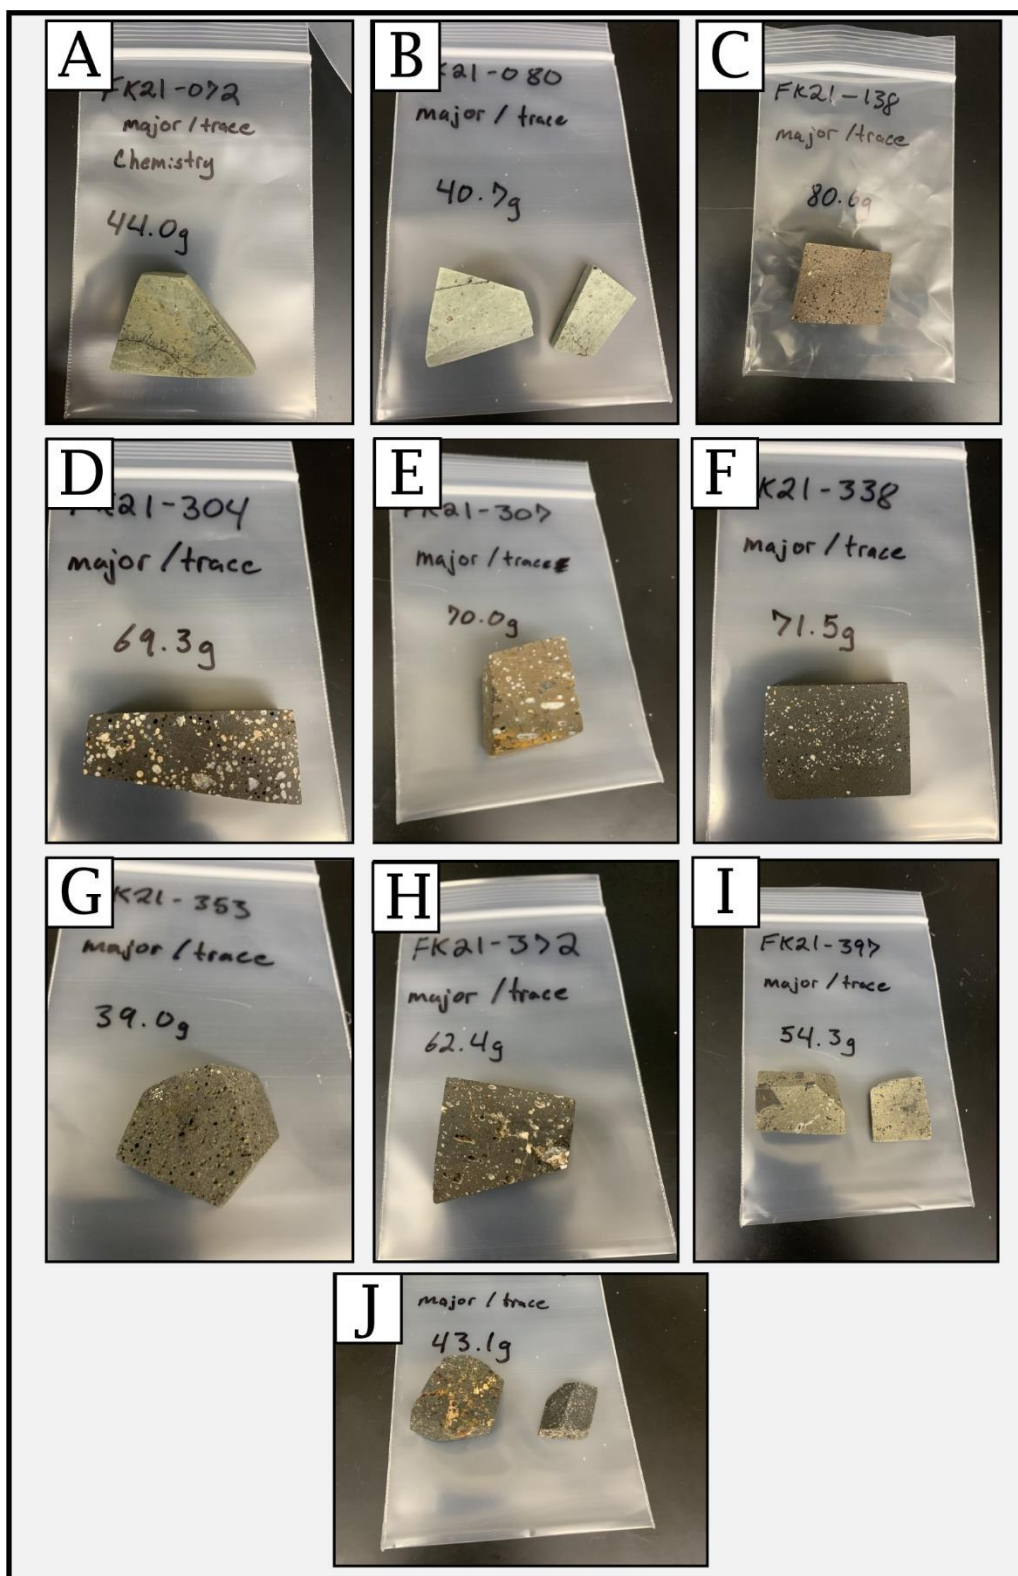 A
FK21-072
major/trace
Chemistry
44.0g
B
K21-080
major/trace
40.7g
C
FK21-138
major/trace
80.6g
D
FK21-304
major/trace
69.3g
E
FK21-307
major/trace
70.0g
F
K21-338
major/trace
71.5g
G
K21-353
major/trace
39.0g
H
FK21-372
major/trace
62.4g
I
FK21-397
major/trace
54.3g
J
major/trace
43.1g